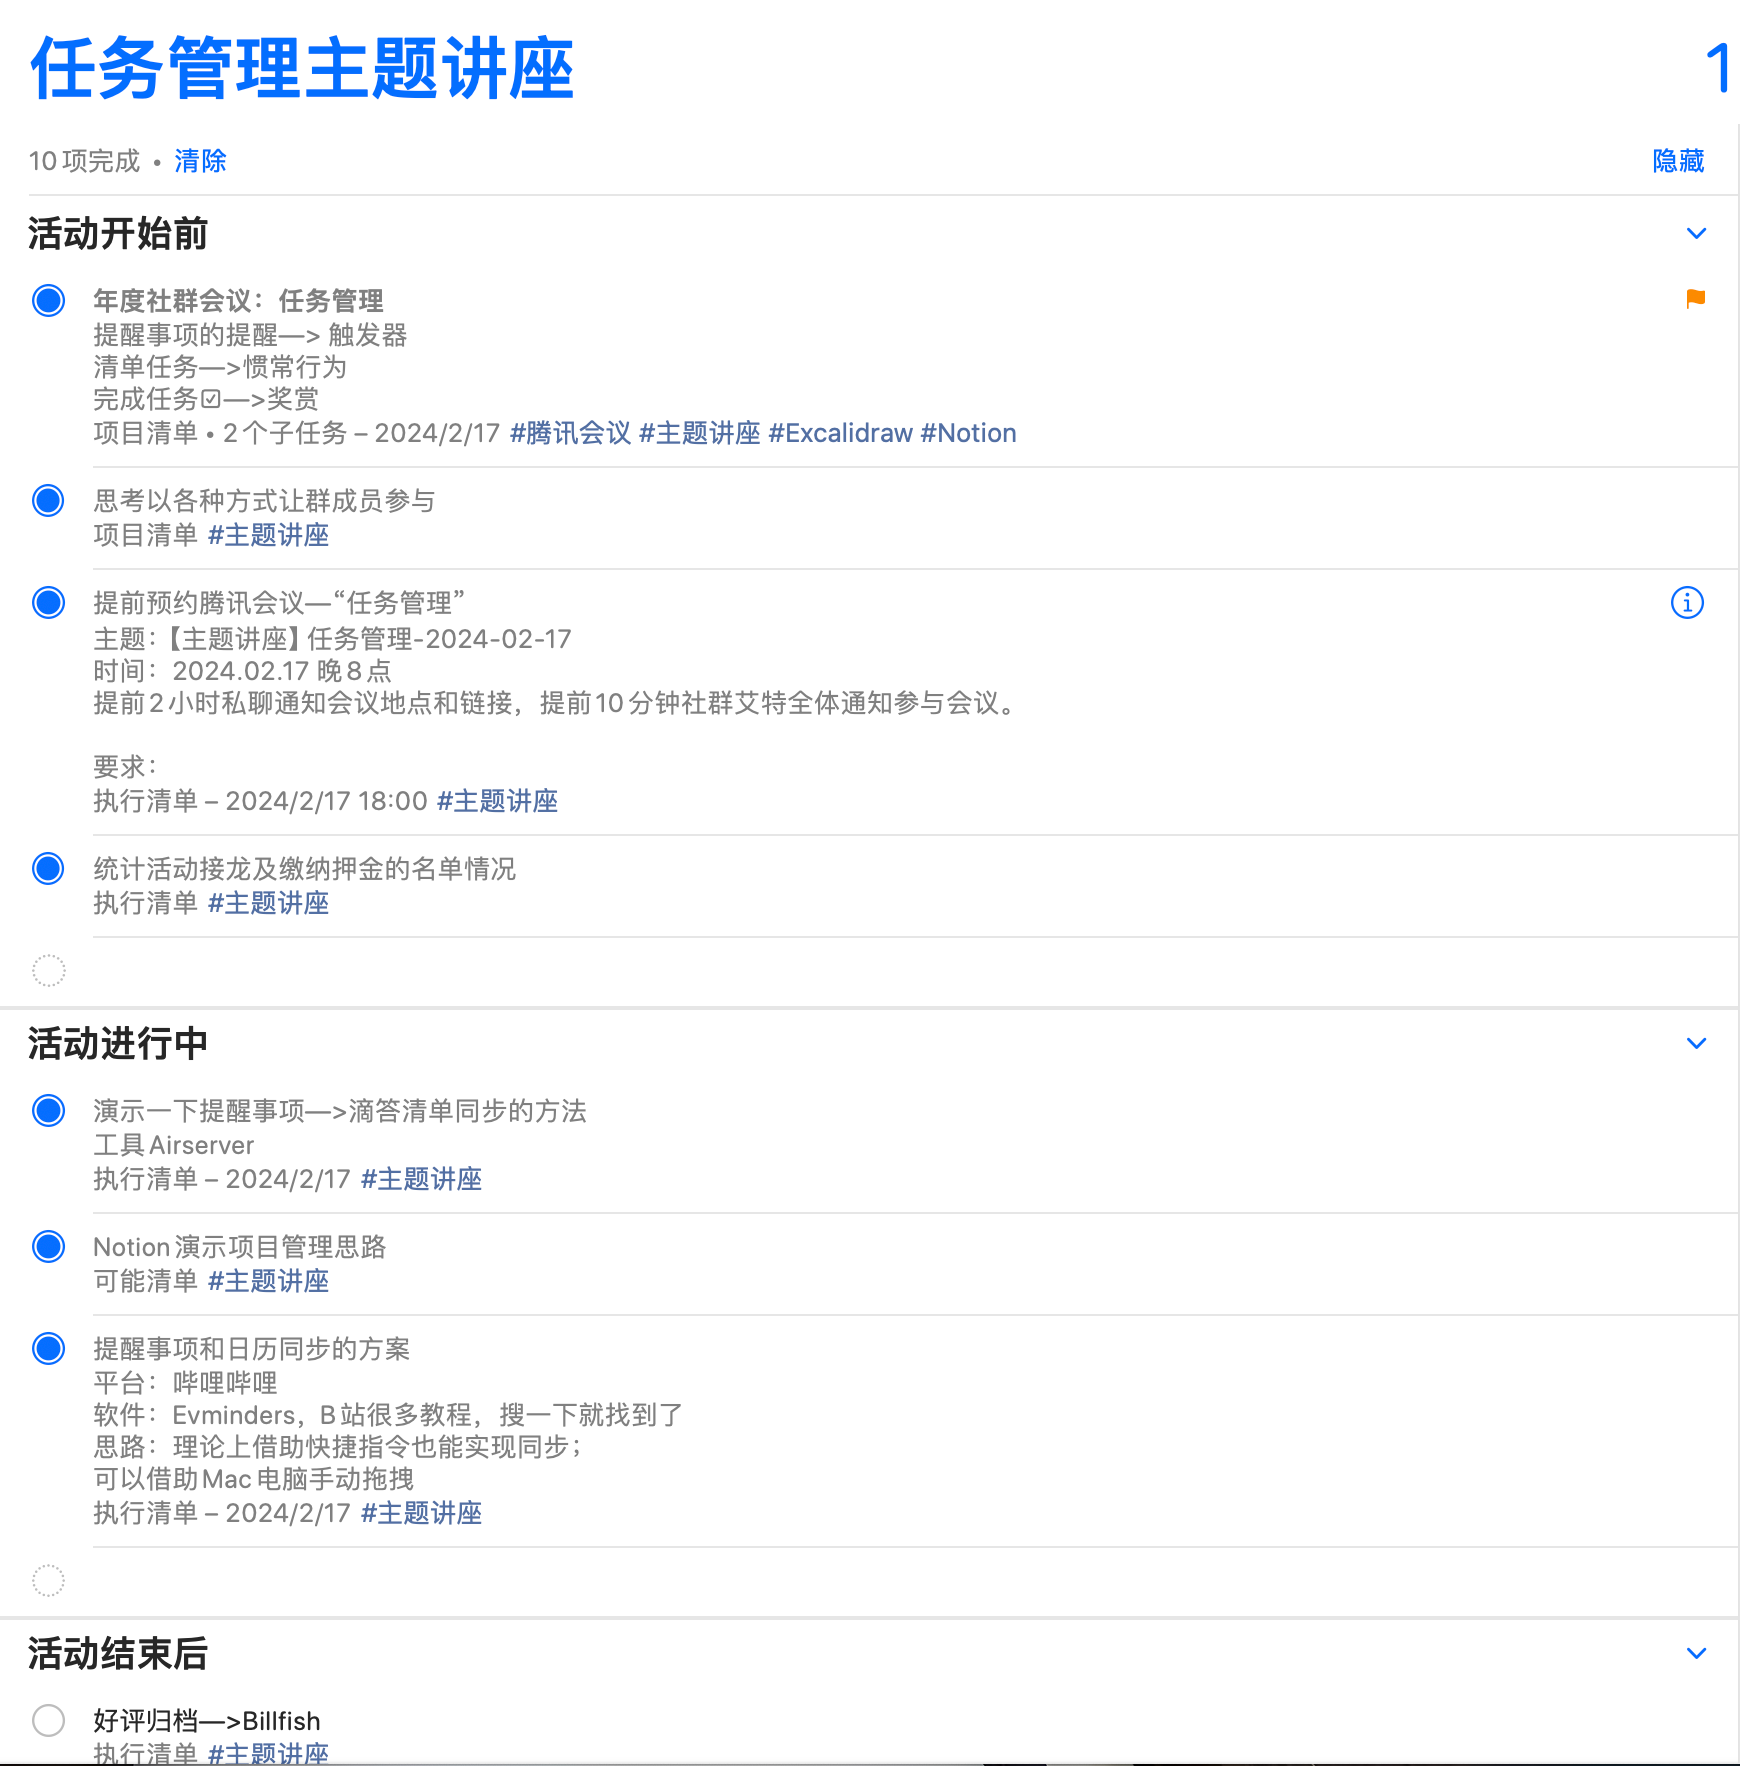 任务管理主题讲座
1
10项完成 • 清除
隐藏
活动开始前
年度社群会议：任务管理
提醒事项的提醒—> 触发器
清单任务—>惯常行为
完成任务☑—>奖赏
项目清单 • 2个子任务 – 2024/2/17 #腾讯会议 #主题讲座 #Excalidraw #Notion
思考以各种方式让群成员参与
项目清单 #主题讲座
提前预约腾讯会议—“任务管理”
主题：【主题讲座】任务管理-2024-02-17
时间：2024.02.17 晚8点
提前2小时私聊通知会议地点和链接，提前10分钟社群艾特全体通知参与会议。
要求：
执行清单 – 2024/2/17 18:00 #主题讲座
统计活动接龙及缴纳押金的名单情况
执行清单 #主题讲座
活动进行中
演示一下提醒事项—>滴答清单同步的方法
工具Airserver
执行清单 – 2024/2/17 #主题讲座
Notion演示项目管理思路
可能清单 #主题讲座
提醒事项和日历同步的方案
平台：哔哩哔哩
软件：Evminders，B站很多教程，搜一下就找到了
思路：理论上借助快捷指令也能实现同步；
可以借助Mac电脑手动拖拽
执行清单 – 2024/2/17 #主题讲座
活动结束后
好评归档—>Billfish
执行清单 #主题讲座